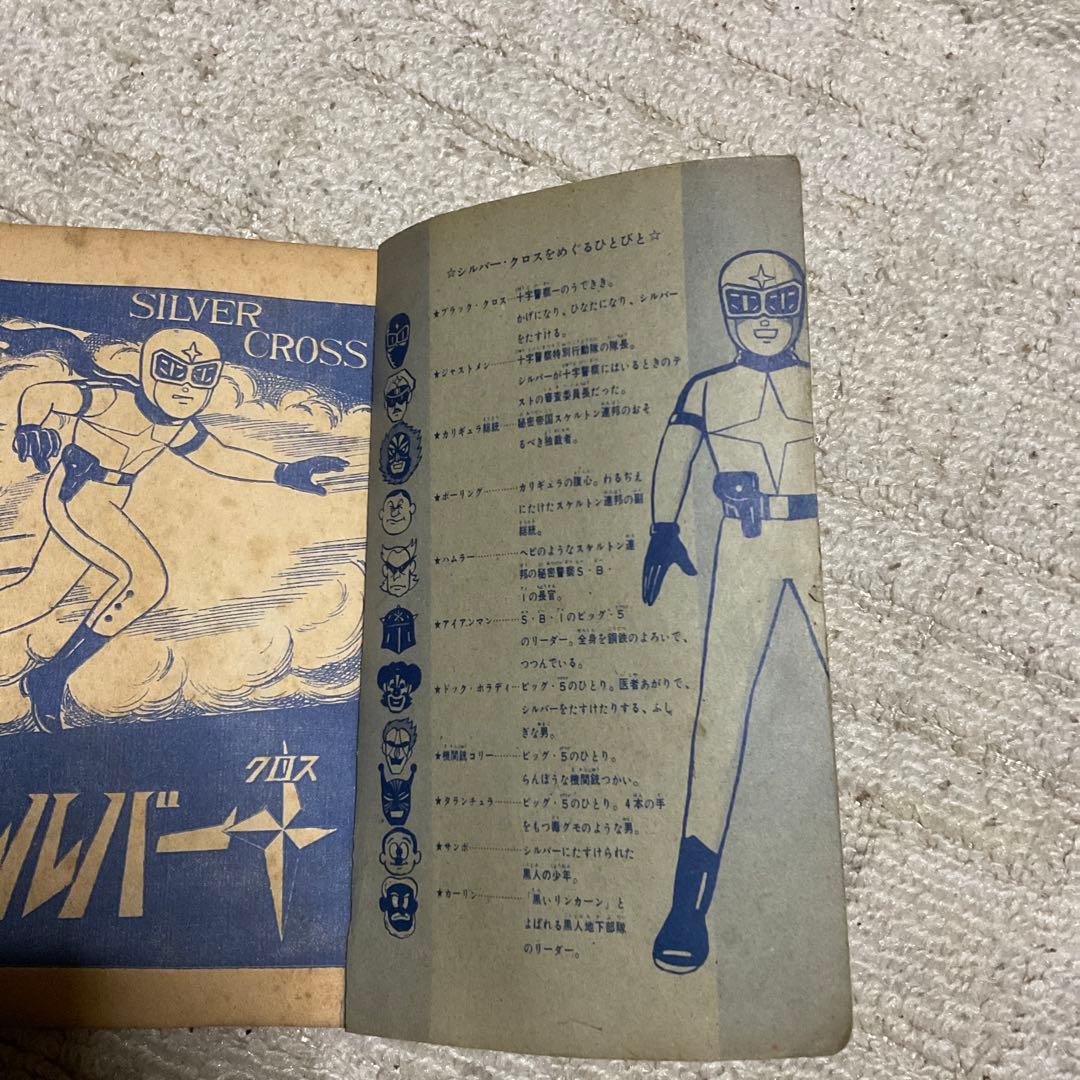 SILVER
CROSS
クロス
ルバー
☆シルバー・クロスをめぐるひとびと☆
★ブラック・クロス…十字警察一のうできき。
かげになり、ひなたになり、シルバー
をたすける。
★ジャストメン………十字警察特別行動隊の隊長。
シルバーが十字警察にはいるときのテ
ストの審査委員長だった。
★カリギュラ総統……秘密帝国スケルトン連邦のおそ
るべき独裁者。
★ボーリング…………カリギュラの腹心。わるぢえ
にたけたスケルトン連邦の副
総統。
★ハムラー……………ヘビのようなスケルトン連
邦の秘密警察S・B・
Iの長官。
★アイアンマン………S・B・Iのビッグ・5
のリーダー。全身を鋼鉄のよろいで、
つつんでいる。
★ドック・ホラディ…ビッグ・5のひとり。医者あがりで、
シルバーをたすけたりする、ふし
ぎな男。
★機関銃コリー………ビッグ・5のひとり。
らんぼうな機関銃つかい。
★タランチュラ………ビッグ・5のひとり。4本の手
をもつ毒グモのような男。
★サンボ………………シルバーにたすけられた
黒人の少年。
★カーリン……………「黒いリンカーン」と
よばれる黒人地下部隊
のリーダー。